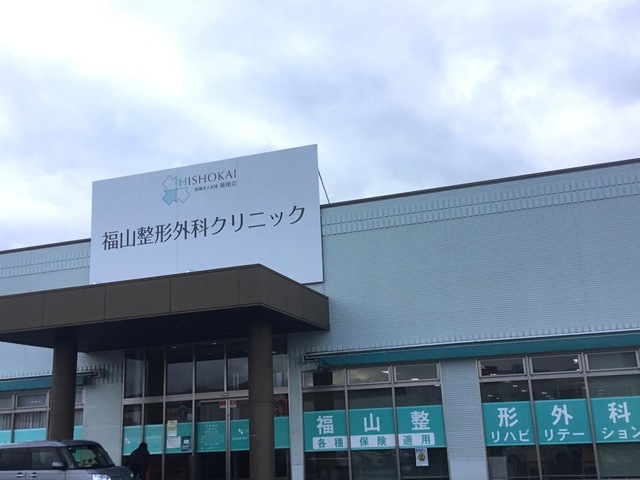 HISHOKAI
医療法人社団 飛翔会
福山整形外科クリニック
福山整形外科
各種保険適用
リハビリテーション